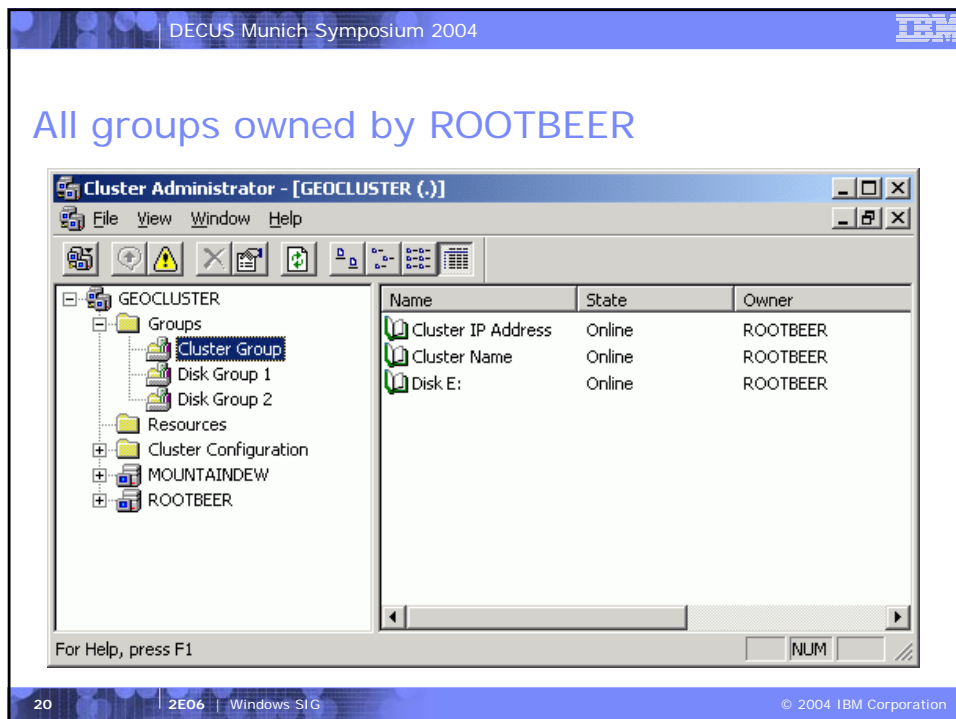 DECUS Munich Symposium 2004
IBM
All groups owned by ROOTBEER
Cluster Administrator - [GEOCLUSTER (.)]
File View Window Help
GEOCLUSTER
Groups
Cluster Group
Disk Group 1
Disk Group 2
Resources
Cluster Configuration
MOUNTAINDEW
ROOTBEER
Name State Owner
Cluster IP Address Online ROOTBEER
Cluster Name Online ROOTBEER
Disk E: Online ROOTBEER
For Help, press F1
NUM
20 2E06 | Windows SIG © 2004 IBM Corporation